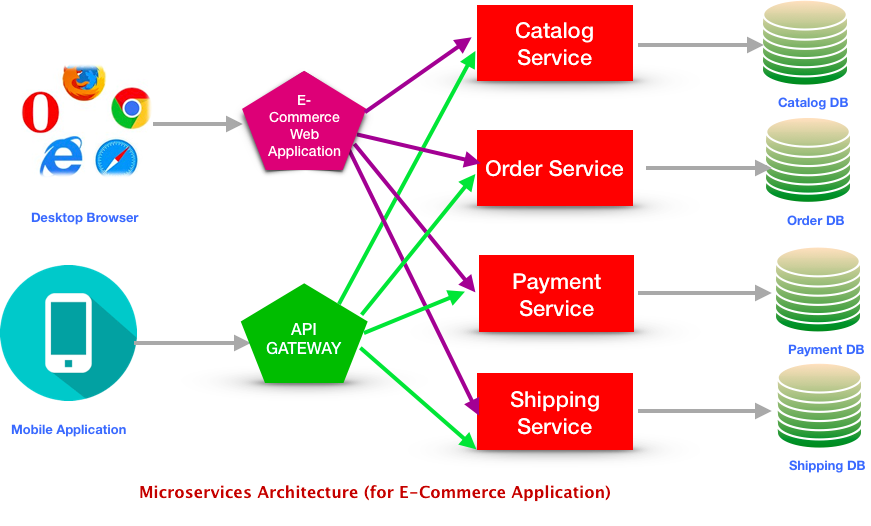 Catalog
Service
Catalog DB
E-
Commerce
Web
Application
Desktop Browser
Order Service
Order DB
Payment
Service
Payment DB
API
GATEWAY
Mobile Application
Shipping
Service
Shipping DB
Microservices Architecture (for E-Commerce Application)